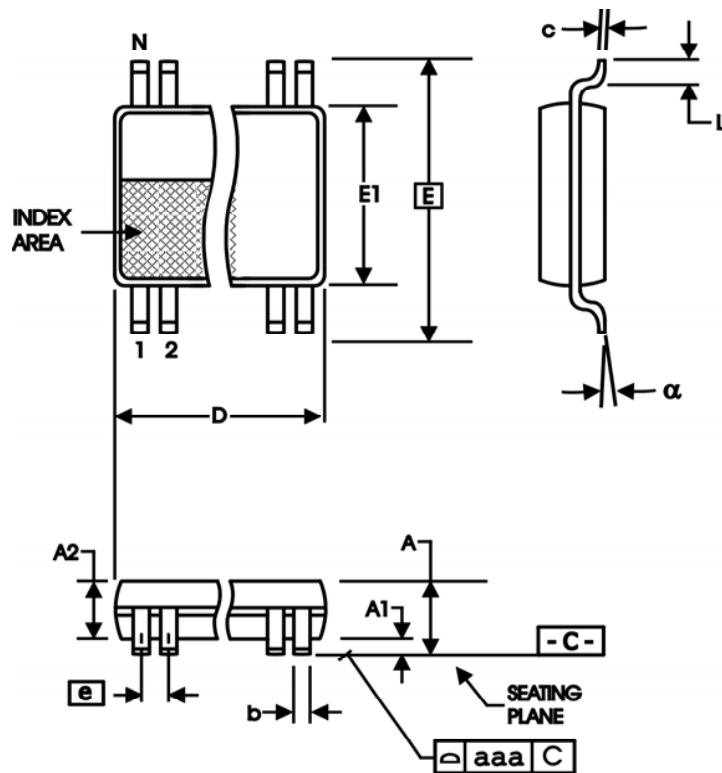 N
c
L
E1
E
INDEX
AREA
1 2
α
D
A2
A
A1
-C-
e
b
SEATING
PLANE
aaa C